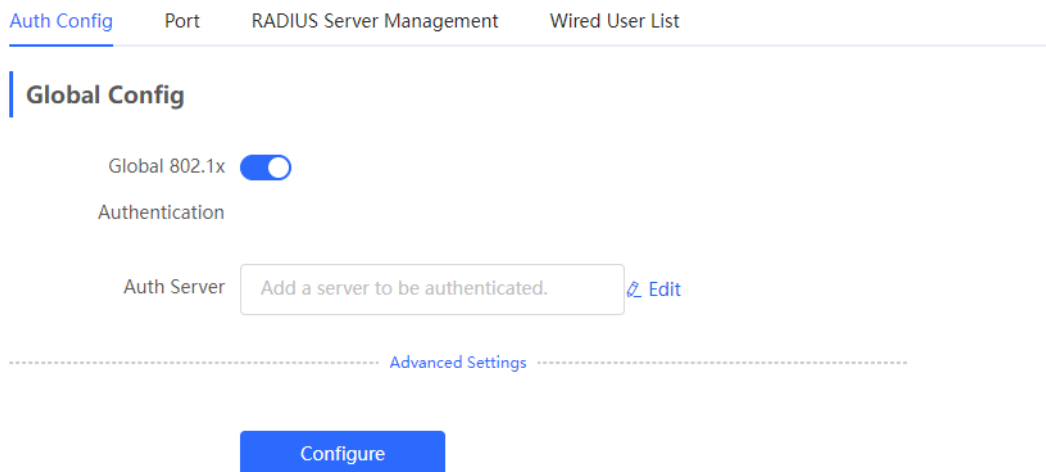 Auth Config Port RADIUS Server Management Wired User List
Global Config
Global 802.1x
Authentication
Auth Server Add a server to be authenticated. Edit
Advanced Settings
Configure